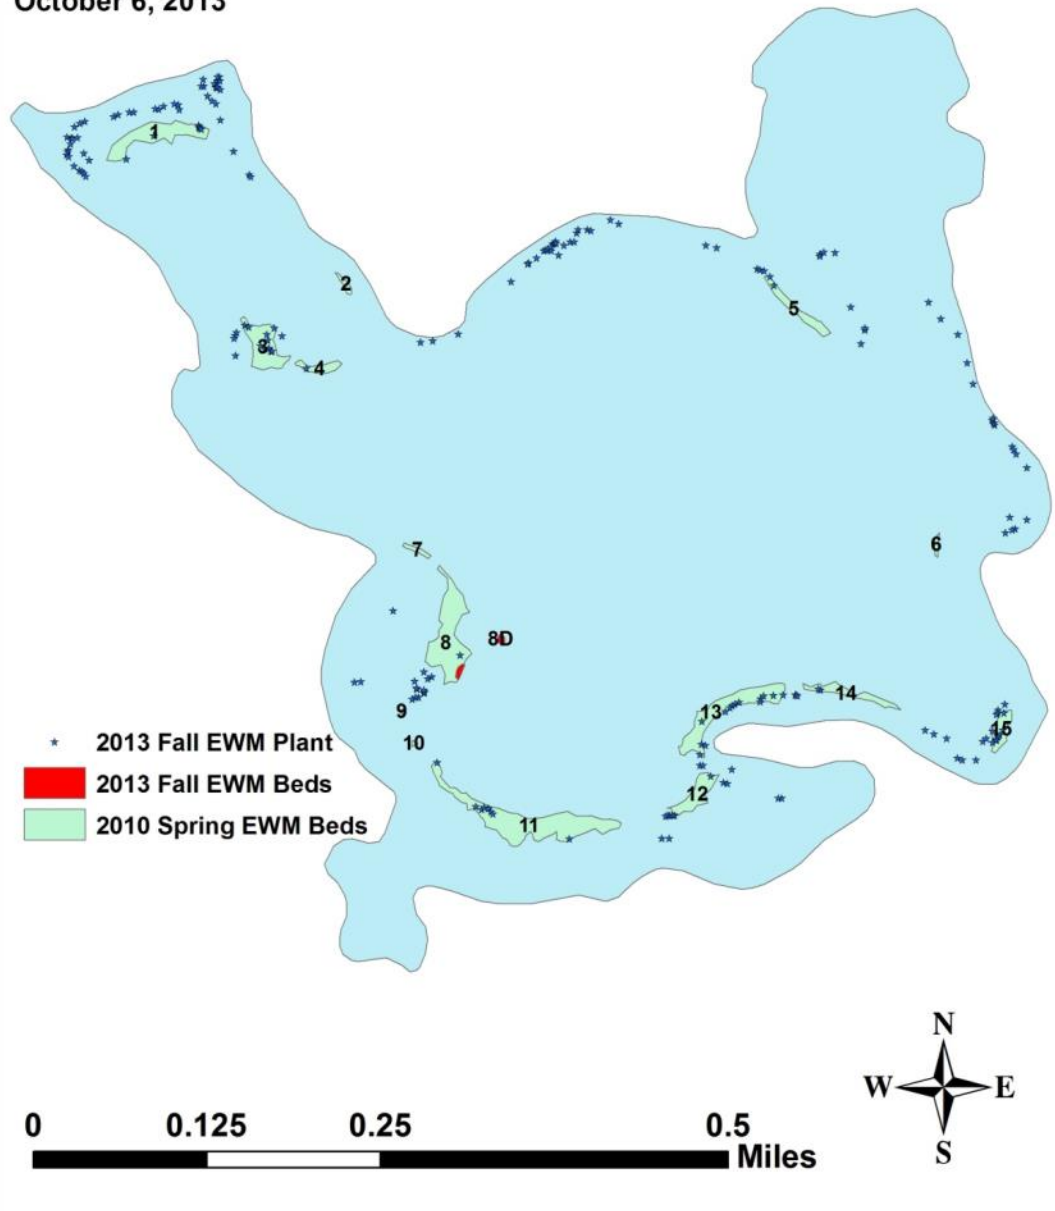 October 6, 2013
1
2
3
4
5
6
7
8
8D
9
10
11
12
13
14
15
2013 Fall EWM Plant
2013 Fall EWM Beds
2010 Spring EWM Beds
N
W E
S
0 0.125 0.25 0.5
Miles